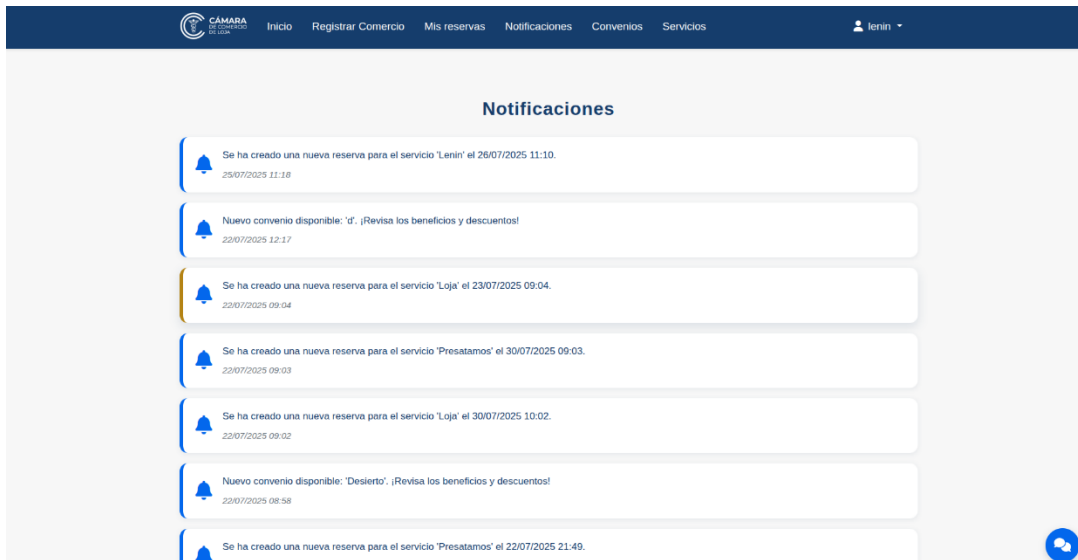 CÁMARA
DE COMERCIO
DE LOJA
Inicio Registrar Comercio Mis reservas Notificaciones Convenios Servicios lenin
Notificaciones
Se ha creado una nueva reserva para el servicio 'Lenin' el 26/07/2025 11:10.
25/07/2025 11:18
Nuevo convenio disponible: 'd'. ¡Revisa los beneficios y descuentos!
22/07/2025 12:17
Se ha creado una nueva reserva para el servicio 'Loja' el 23/07/2025 09:04.
22/07/2025 09:04
Se ha creado una nueva reserva para el servicio 'Presatamos' el 30/07/2025 09:03.
22/07/2025 09:03
Se ha creado una nueva reserva para el servicio 'Loja' el 30/07/2025 10:02.
22/07/2025 09:02
Nuevo convenio disponible: 'Desierto'. ¡Revisa los beneficios y descuentos!
22/07/2025 08:58
Se ha creado una nueva reserva para el servicio 'Presatamos' el 22/07/2025 21:49.